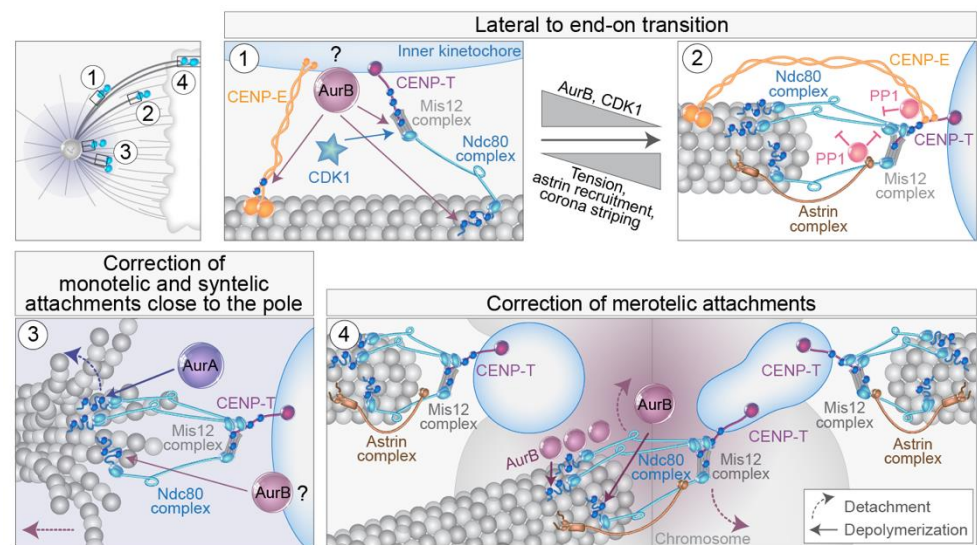 Lateral to end-on transition
1
2
3
4
1
?
Inner kinetochore
AurB
CENP-E
CENP-T
Mis12
complex
CDK1
Ndc80
complex
AurB, CDK1
Tension,
astrin recruitment,
corona striping
2
Ndc80
complex
CENP-E
PP1
PP1
CENP-T
Mis12
complex
Astrin
complex
Correction of
monotelic and syntelic
attachments close to the pole
3
AurA
CENP-T
Mis12
complex
Ndc80
complex
AurB ?
Correction of merotelic attachments
4
CENP-T
Mis12
complex
Astrin
complex
AurB
AurB
Ndc80
complex
Mis12
complex
CENP-T
CENP-T
Mis12
complex
Astrin
complex
Chromosome
Detachment
Depolymerization